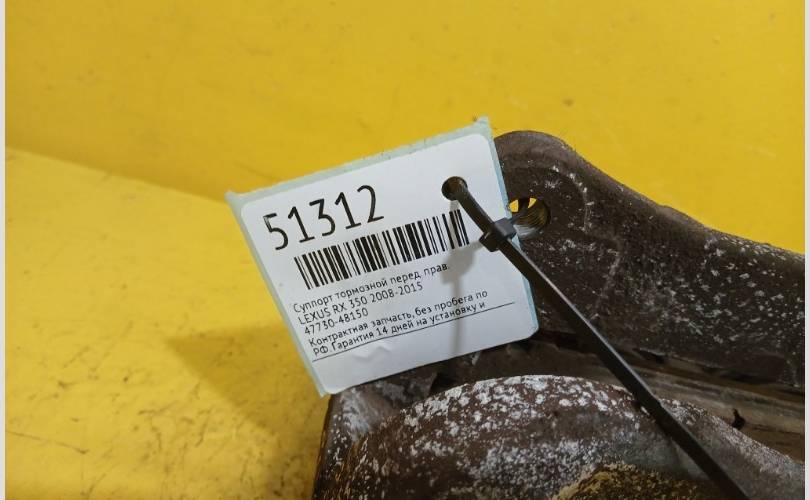 51312
Суппорт тормозной перед. прав.
LEXUS RX 350 2008-2015
47730-48150
Контрактная запчасть, без пробега по
РФ. Гарантия 14 дней на установку и